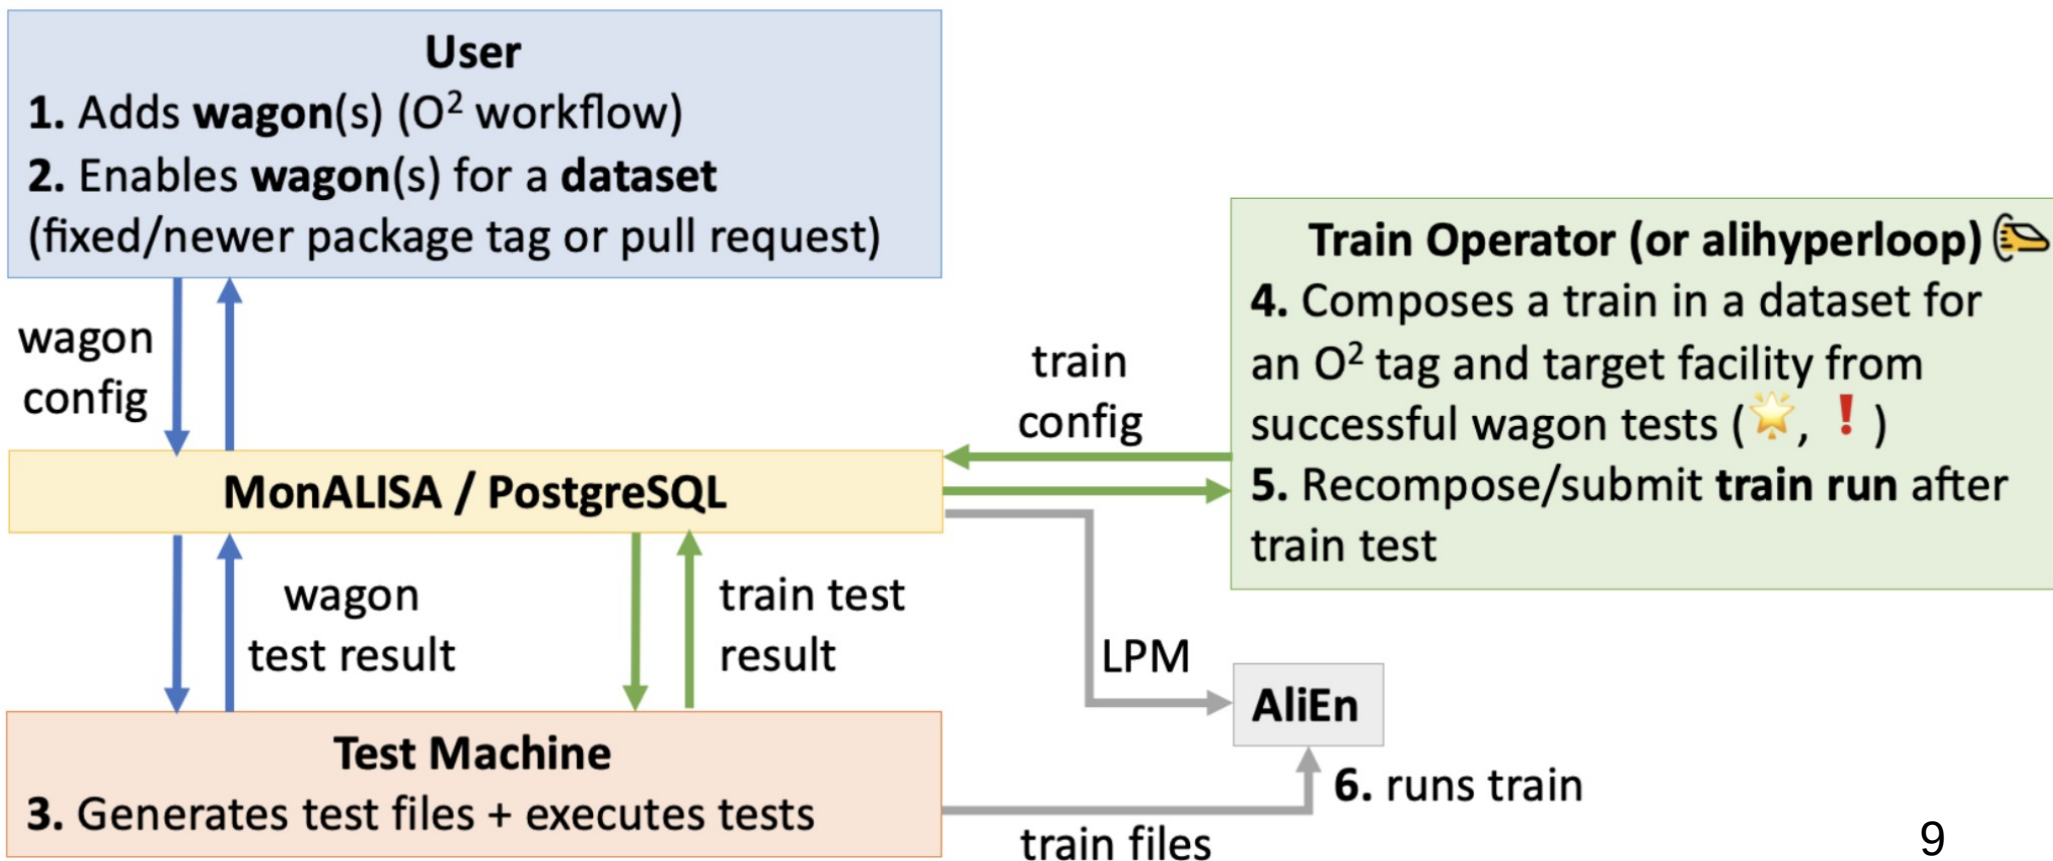 User
1. Adds wagon(s) (O² workflow)
2. Enables wagon(s) for a dataset
(fixed/newer package tag or pull request)
wagon
config
MonALISA / PostgreSQL
train
config
Train Operator (or alihyperloop)
4. Composes a train in a dataset for
an O² tag and target facility from
successful wagon tests (🌟, ❗)
5. Recompose/submit train run after
train test
wagon
test result
train test
result
LPM
AliEn
Test Machine
3. Generates test files + executes tests
6. runs train
train files
9